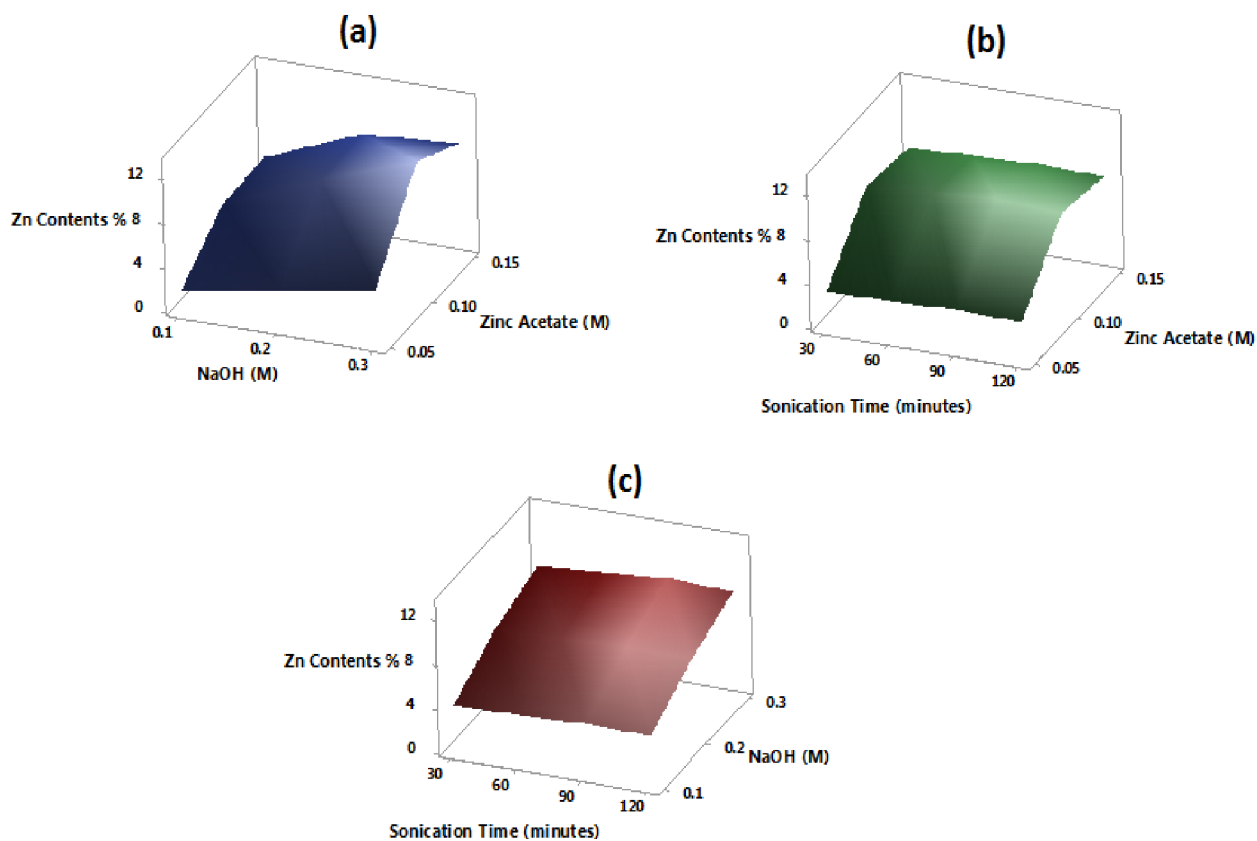 (a)
12
Zn Contents % 8
4
0
0.1
0.2
0.3
NaOH (M)
0.05
0.10
0.15
Zinc Acetate (M)
(b)
12
Zn Contents % 8
4
0
30
60
90
120
Sonication Time (minutes)
0.05
0.10
0.15
Zinc Acetate (M)
(c)
12
Zn Contents % 8
4
0
30
60
90
120
Sonication Time (minutes)
0.1
0.2
0.3
NaOH (M)